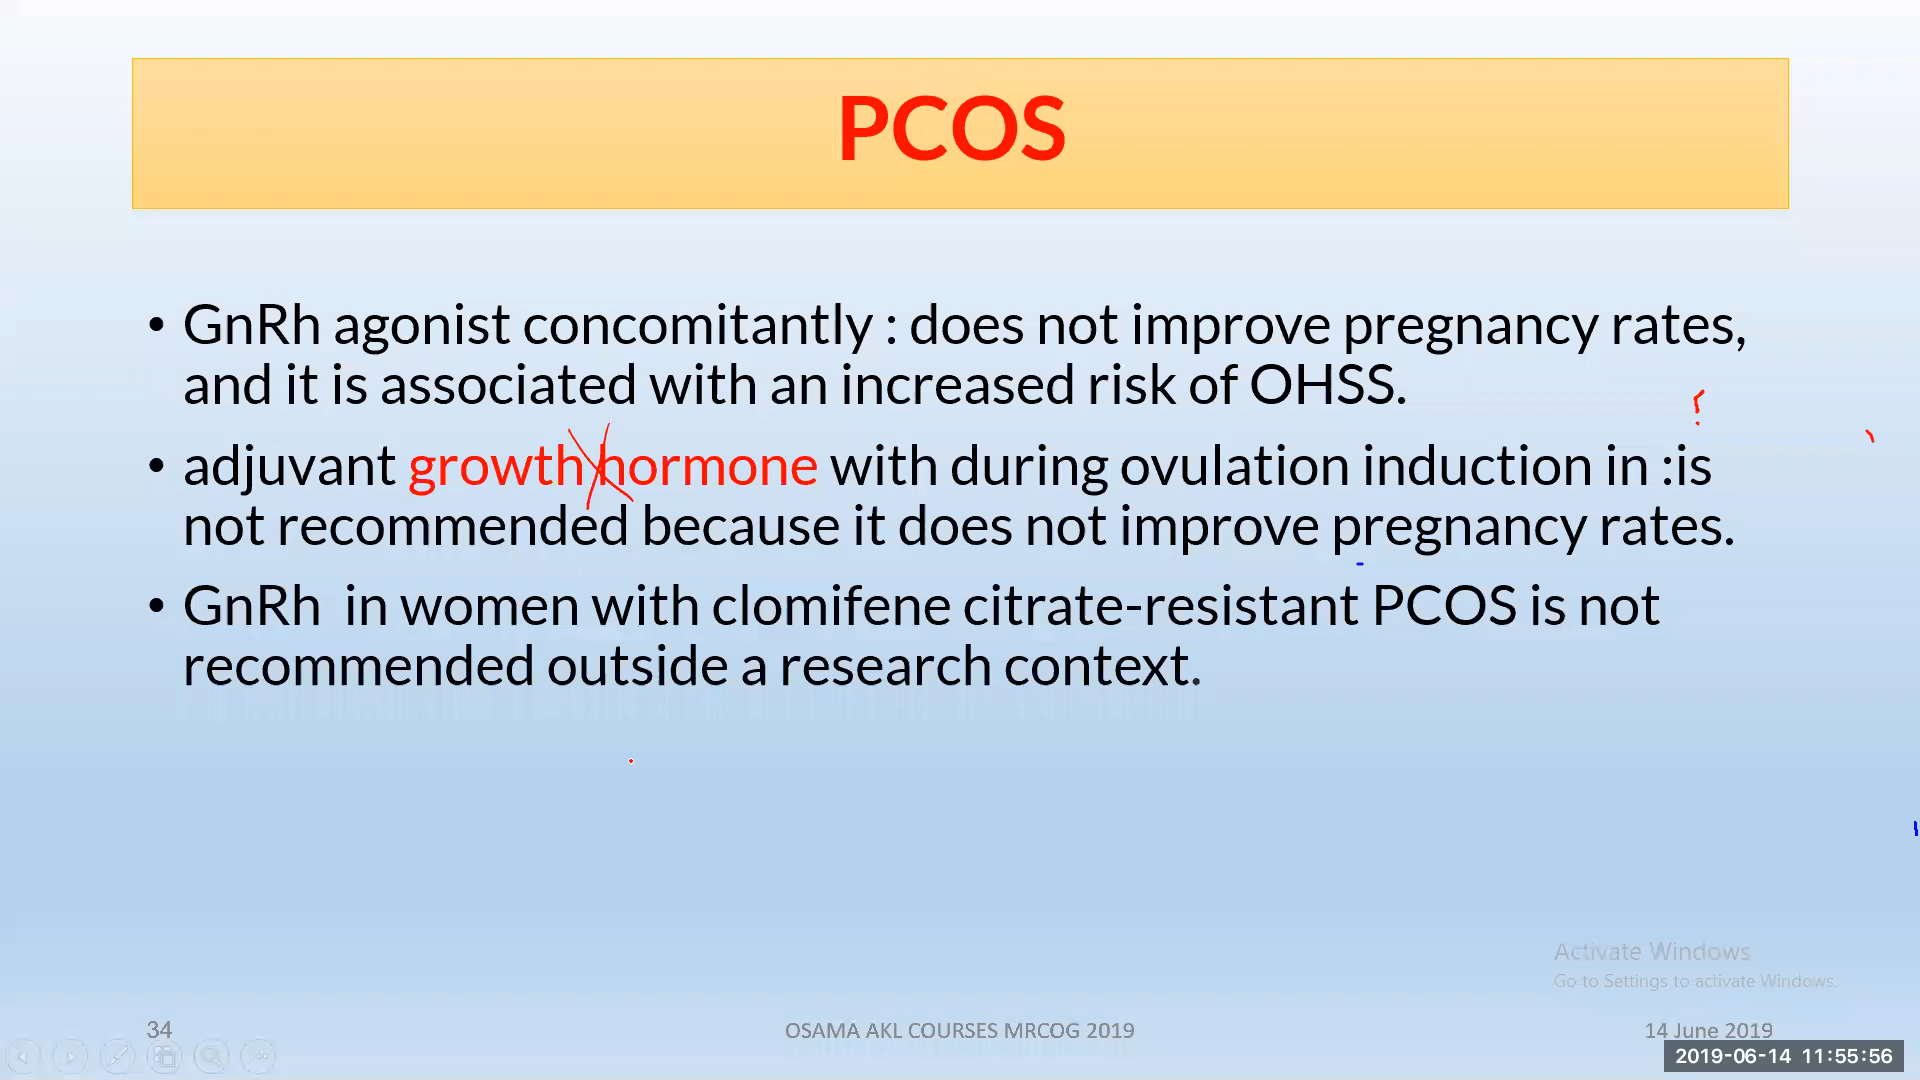 PCOS
• GnRh agonist concomitantly : does not improve pregnancy rates,
and it is associated with an increased risk of OHSS.
• adjuvant growth hormone with during ovulation induction in :is
not recommended because it does not improve pregnancy rates.
• GnRh in women with clomifene citrate-resistant PCOS is not
recommended outside a research context.
Activate Windows
Go to Settings to activate Windows.
34
OSAMA AKL COURSES MRCOG 2019
14 June 2019
2019-06-14 11:55:56